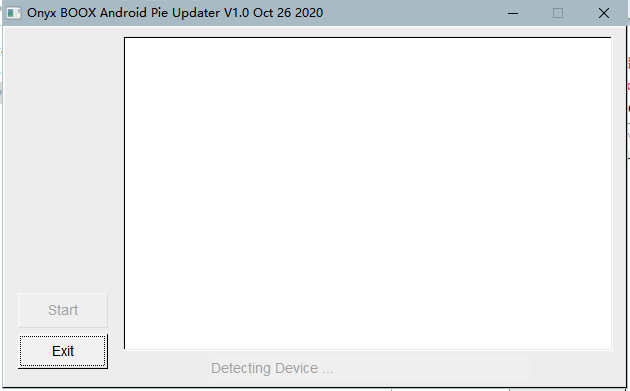 Onyx BOOX Android Pie Updater V1.0 Oct 26 2020
Start
Exit
Detecting Device ...